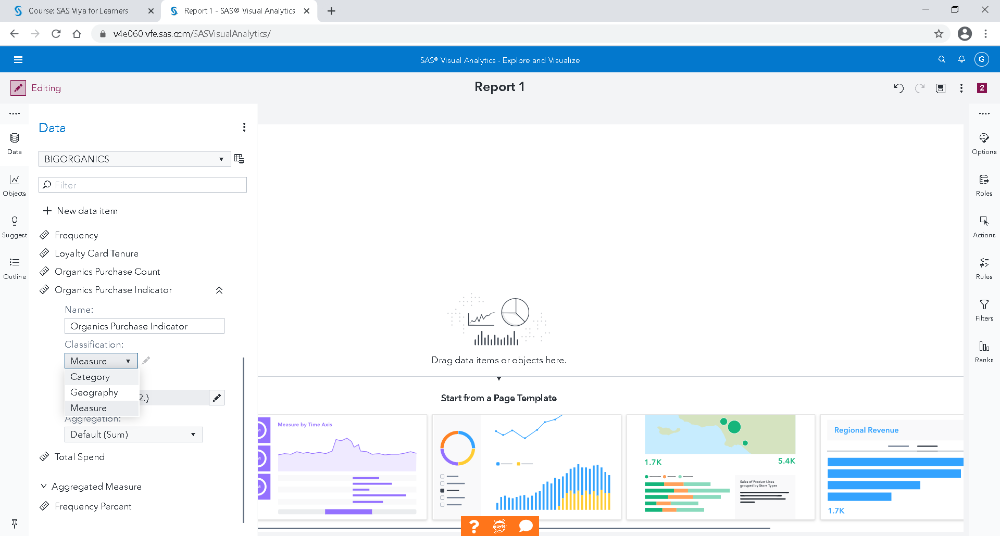 Course: SAS Viya for Learners
Report 1 - SAS® Visual Analytics
v4e060.vfe.sas.com/SASVisualAnalytics/
SAS® Visual Analytics - Explore and Visualize
G
Editing
Report 1
2
Data
Data
Objects
Suggest
Outline
BIGORGANICS
Filter
New data item
Frequency
Loyalty Card Tenure
Organics Purchase Count
Organics Purchase Indicator
Name:
Organics Purchase Indicator
Classification:
Measure
Category
Geography
Measure
2.)
Aggregation:
Default (Sum)
Total Spend
Aggregated Measure
Frequency Percent
Drag data items or objects here.
Start from a Page Template
M
M
M
Measure by Time Axis
1.7K
5.4K
Sales of Product Lines
grouped by Store Types
Regional Revenue
1.7K
?
jupyter
Options
Roles
Actions
Rules
Filters
Ranks